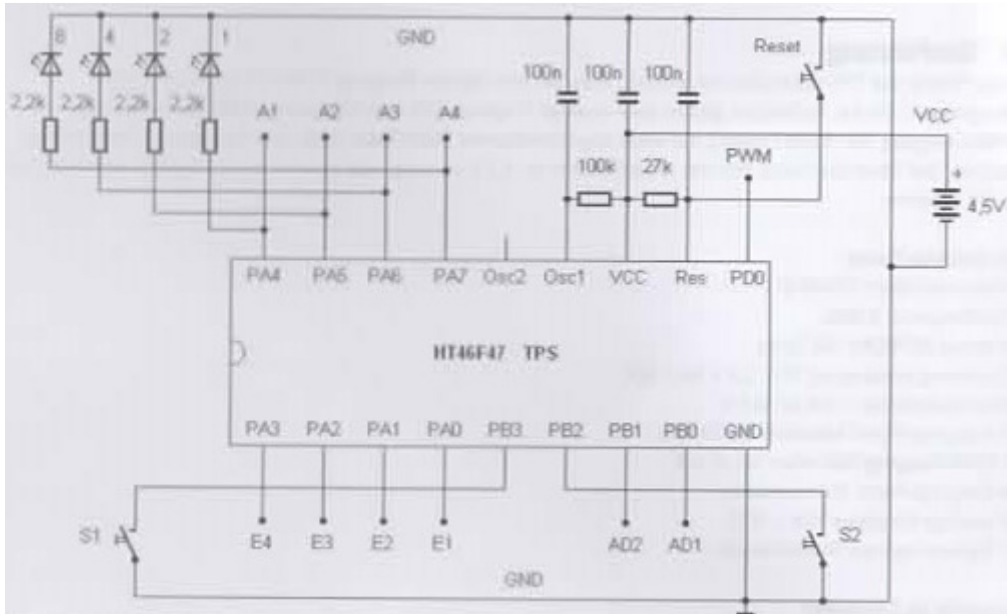 8 4 2 1
GND
Reset
100n 100n 100n
2,2k 2,2k 2,2k 2,2k
A1 A2 A3 A4
VCC
PWM
100k 27k
+
4,5V
PA4 PA5 PA6 PA7 Osc2 Osc1 VCC Res PD0
HT46F47 TPS
PA3 PA2 PA1 PA0 PB3 PB2 PB1 PB0 GND
S1 E4 E3 E2 E1 AD2 AD1 S2
GND